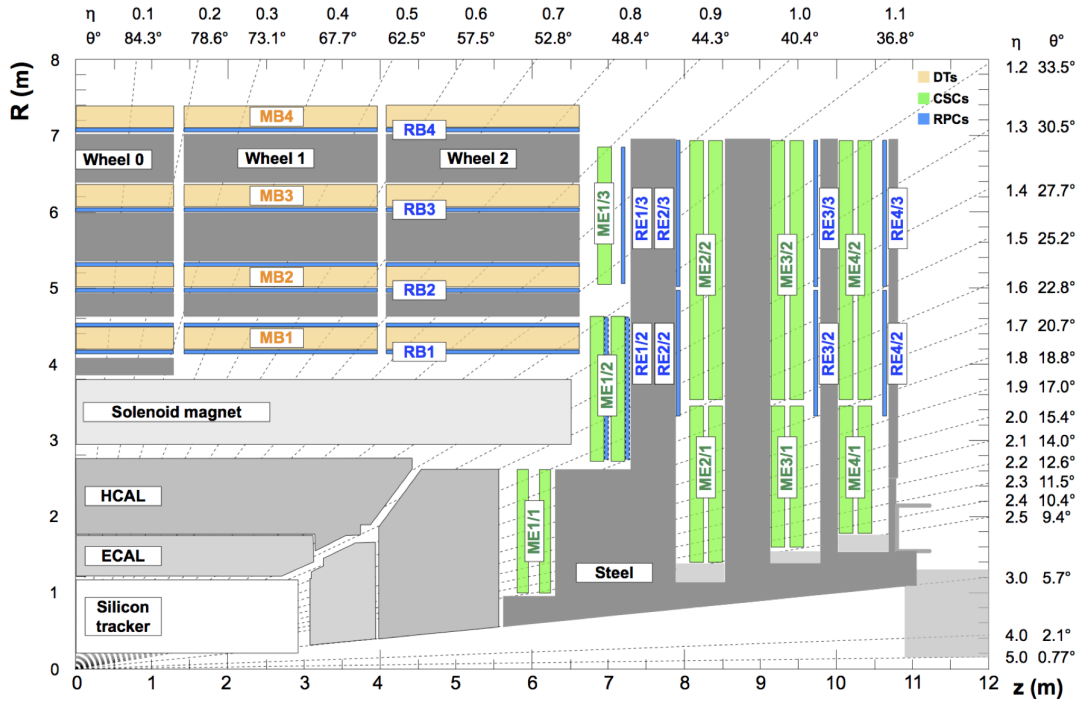 η 0.1 0.2 0.3 0.4 0.5 0.6 0.7 0.8 0.9 1.0 1.1
θ° 84.3° 78.6° 73.1° 67.7° 62.5° 57.5° 52.8° 48.4° 44.3° 40.4° 36.8° η θ°
R (m)
8
7
6
5
4
3
2
1
0
DTs
CSCs
RPCs
MB4
RB4
Wheel 0 Wheel 1 Wheel 2
MB3
RB3
MB2
RB2
MB1
RB1
Solenoid magnet
HCAL
ECAL
Silicon
tracker
Steel
ME1/3
RE1/3
RE2/3
ME2/2
ME3/2
RE3/3
ME4/2
RE4/3
ME1/2
RE1/2
RE2/2
RE3/2
RE4/2
ME1/1
ME2/1
ME3/1
ME4/1
1.2 33.5°
1.3 30.5°
1.4 27.7°
1.5 25.2°
1.6 22.8°
1.7 20.7°
1.8 18.8°
1.9 17.0°
2.0 15.4°
2.1 14.0°
2.2 12.6°
2.3 11.5°
2.4 10.4°
2.5 9.4°
3.0 5.7°
4.0 2.1°
5.0 0.77°
0 1 2 3 4 5 6 7 8 9 10 11 12
z (m)